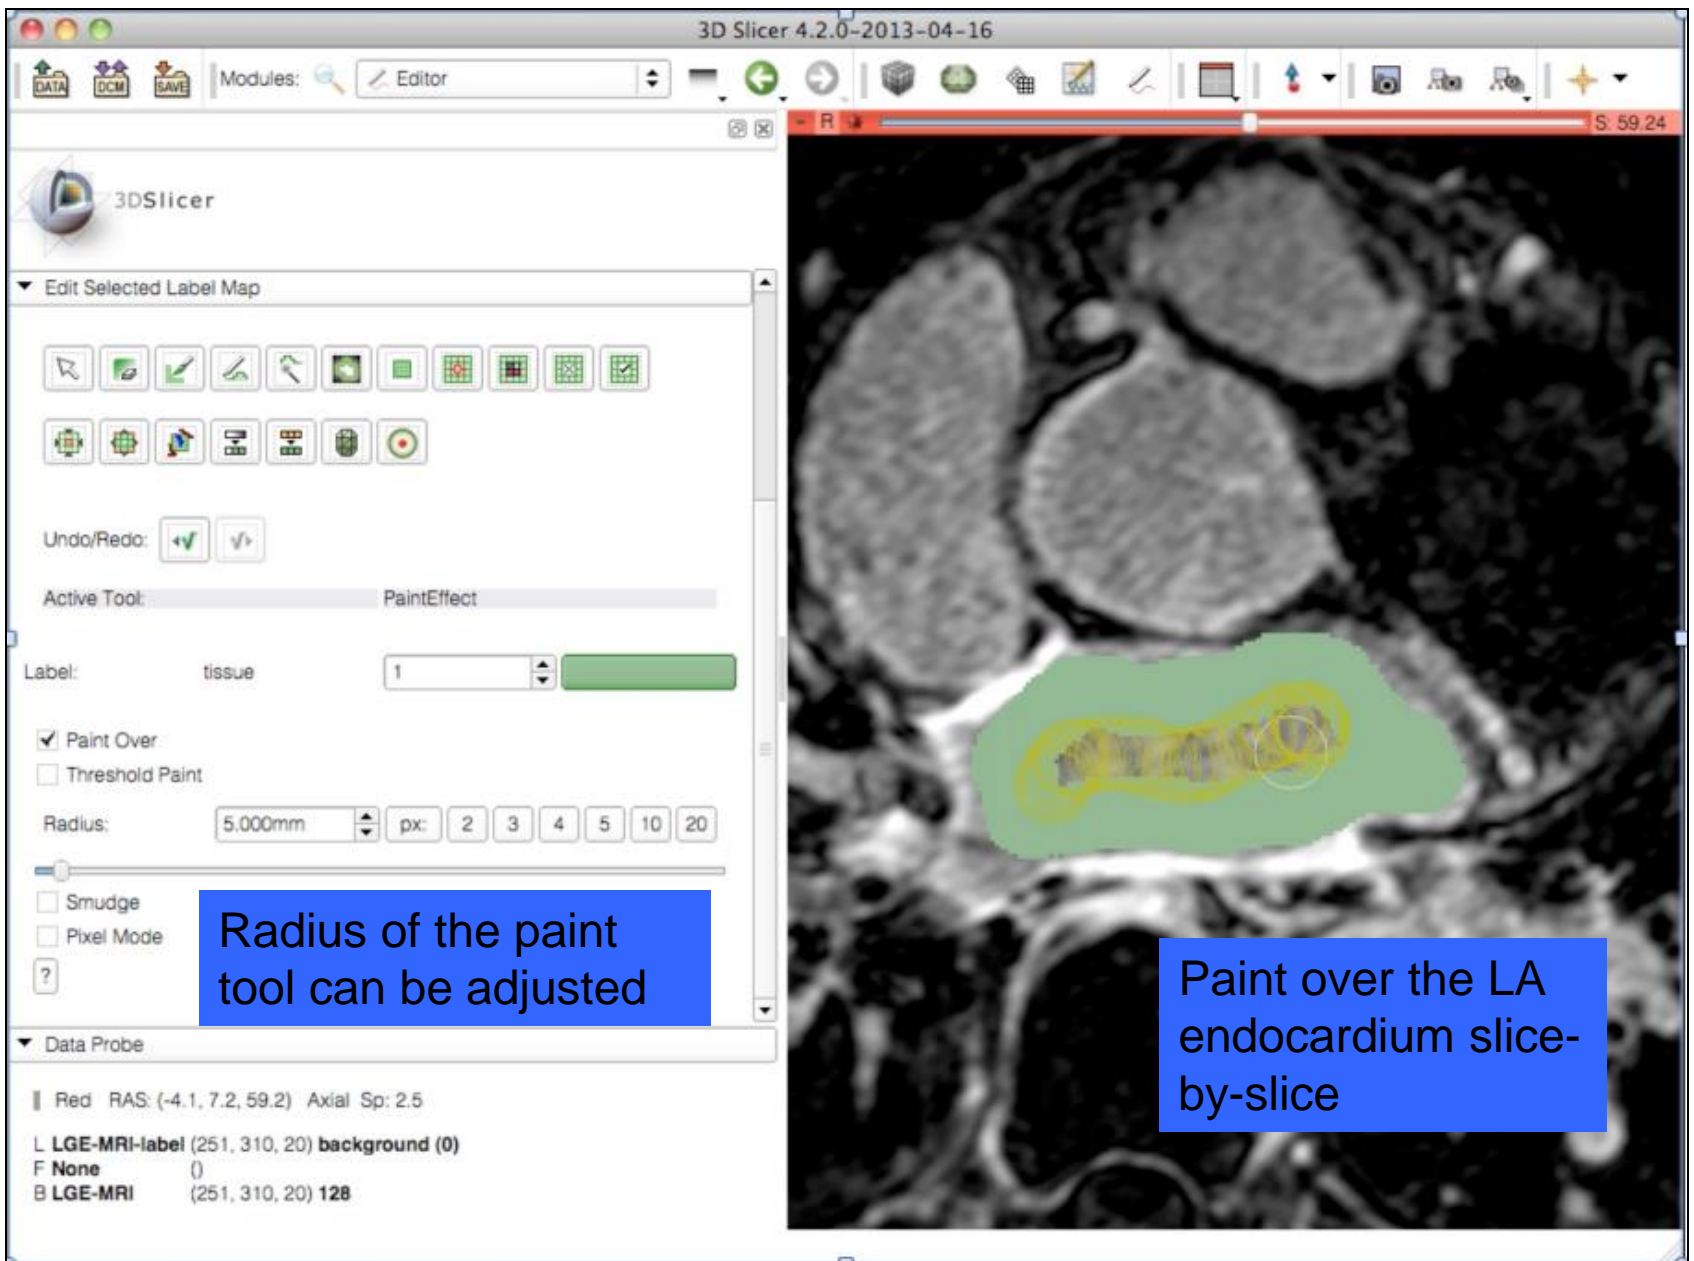 3D Slicer 4.2.0-2013-04-16
DATA DCM SAVE Modules: Editor
R S: 59.24
3DSlicer
Edit Selected Label Map
Undo/Redo:
Active Tool: PaintEffect
Label: tissue 1
Paint Over
Threshold Paint
Radius: 5.000mm px: 2 3 4 5 10 20
Smudge
Pixel Mode
?
Radius of the paint
tool can be adjusted
Paint over the LA
endocardium slice-
by-slice
Data Probe
Red RAS: (-4.1, 7.2, 59.2) Axial Sp: 2.5
L LGE-MRI-label (251, 310, 20) background (0)
F None ()
B LGE-MRI (251, 310, 20) 128